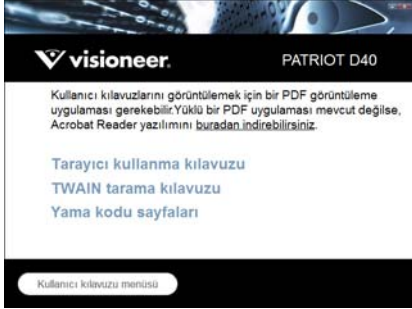 visioneer.
PATRIOT D40
Kullanıcı kılavuzlarını görüntülemek için bir PDF görüntüleme
uygulaması gerekebilir.Yüklü bir PDF uygulaması mevcut değilse,
Acrobat Reader yazılımını buradan indirebilirsiniz.
Tarayıcı kullanma kılavuzu
TWAIN tarama kılavuzu
Yama kodu sayfaları
Kullanıcı kılavuzu menüsü